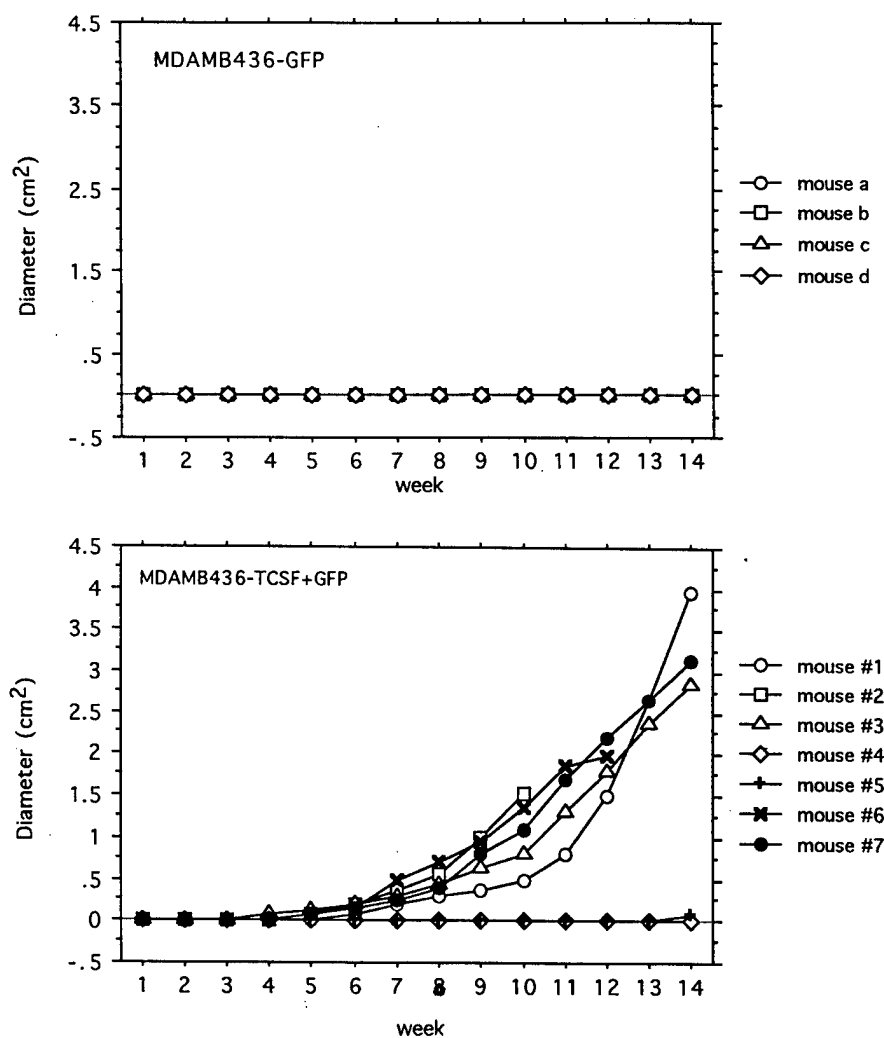 4.5
MDAMB436-GFP
3.5
2.5
1.5
.5
-.5
Diameter (cm2)
1 2 3 4 5 6 7 8 9 10 11 12 13 14
week
mouse a
mouse b
mouse c
mouse d
4.5
MDAMB436-TCSF+GFP
4
3.5
3
2.5
2
1.5
1
.5
0
-.5
Diameter (cm2)
1 2 3 4 5 6 7 8 9 10 11 12 13 14
week
mouse #1
mouse #2
mouse #3
mouse #4
mouse #5
mouse #6
mouse #7